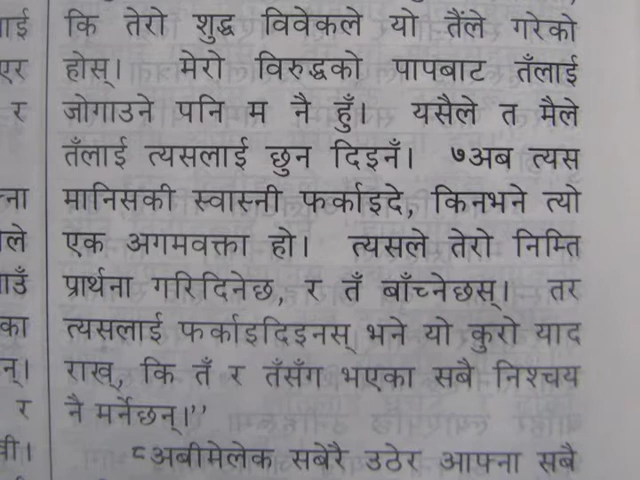 कि तेरो शुद्ध विवेकले यो तैंले गरेको
होस्। मेरो विरुद्धको पापबाट तँलाई
जोगाउने पनि म नै हुँ। यसैले त मैले
तँलाई त्यसलाई छुन दिइनँ। ७अब त्यस
मानिसकी स्वास्नी फर्काइदे, किनभने त्यो
एक अगमवक्ता हो। त्यसले तेरो निम्ति
प्रार्थना गरिदिनेछ, र तँ बाँच्नेछस्। तर
त्यसलाई फर्काइदिइनस् भने यो कुरो याद
राख्, कि तँ र तँसँग भएका सबै निश्चय
नै मर्नेछन्।”
८अबीमेलेक सबेरै उठेर आफ्ना सबै